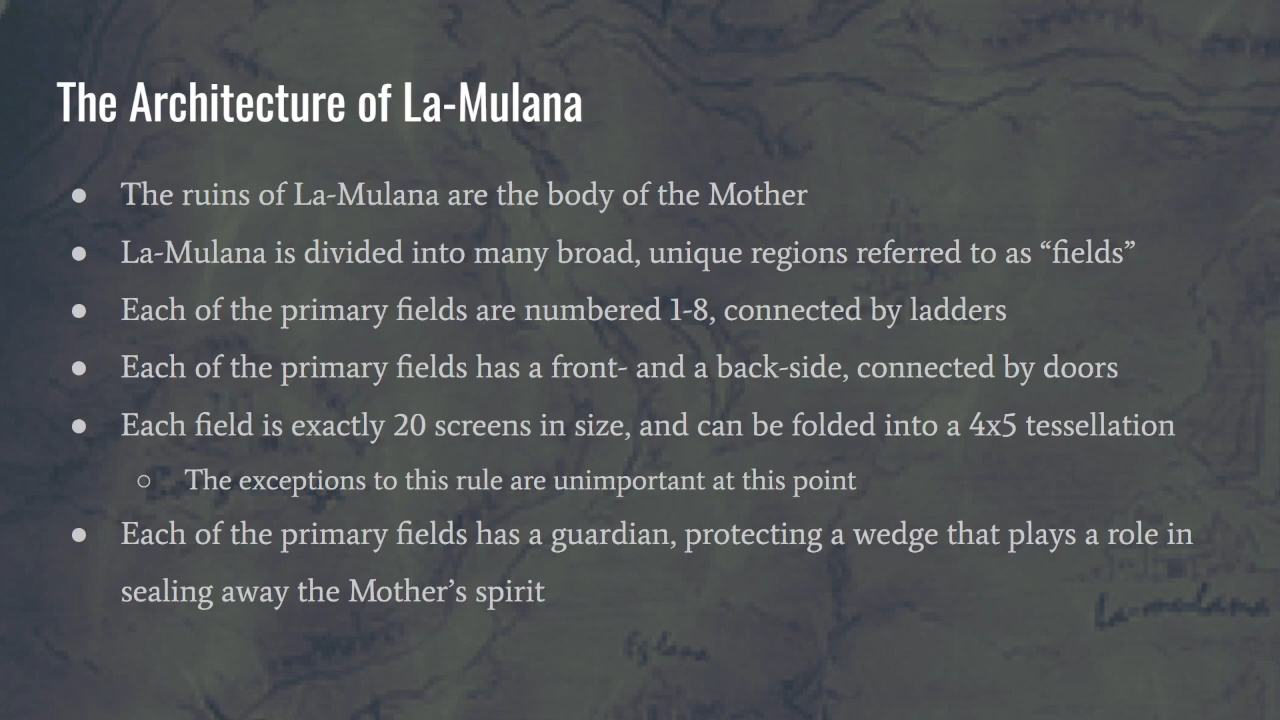 The Architecture of La-Mulana
● The ruins of La-Mulana are the body of the Mother
● La-Mulana is divided into many broad, unique regions referred to as “fields”
● Each of the primary fields are numbered 1-8, connected by ladders
● Each of the primary fields has a front- and a back-side, connected by doors
● Each field is exactly 20 screens in size, and can be folded into a 4x5 tessellation
○ The exceptions to this rule are unimportant at this point
● Each of the primary fields has a guardian, protecting a wedge that plays a role in
sealing away the Mother’s spirit
La-mulana